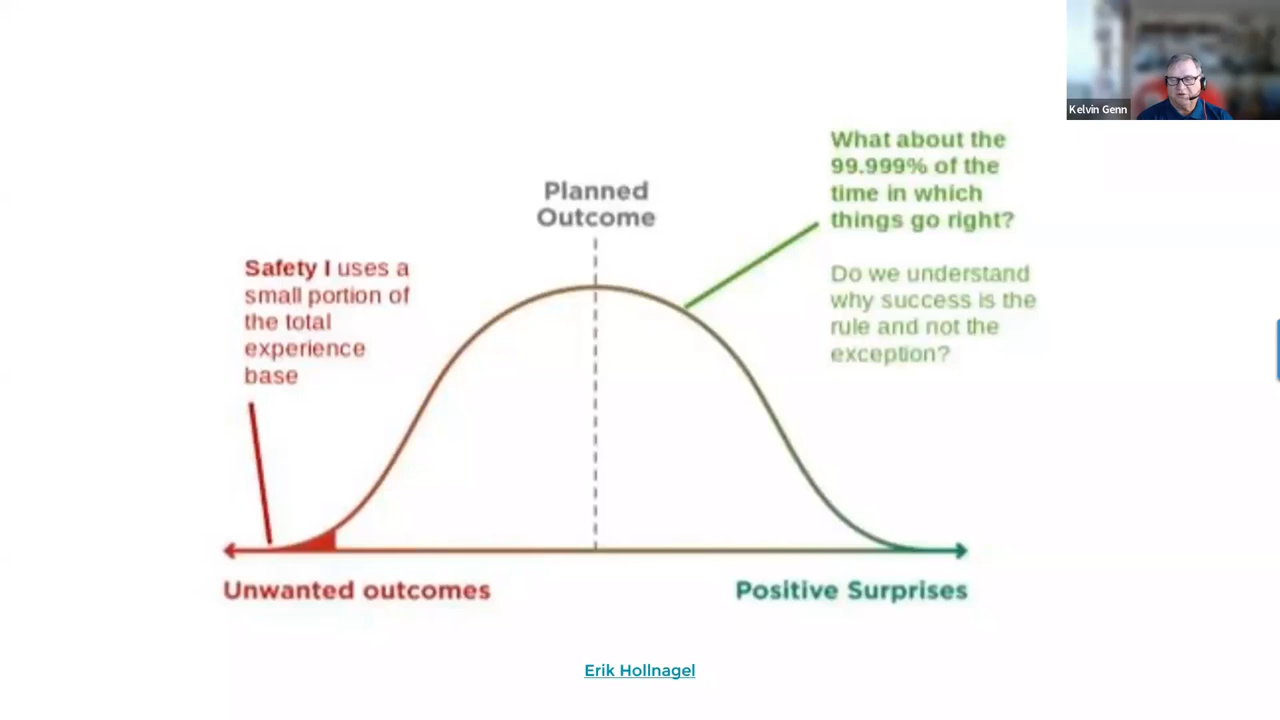 Kelvin Genn
What about the
99.999% of the
time in which
things go right?
Do we understand
why success is the
rule and not the
exception?
Planned
Outcome
Safety I uses a
small portion of
the total
experience
base
Unwanted outcomes
Positive Surprises
Erik Hollnagel